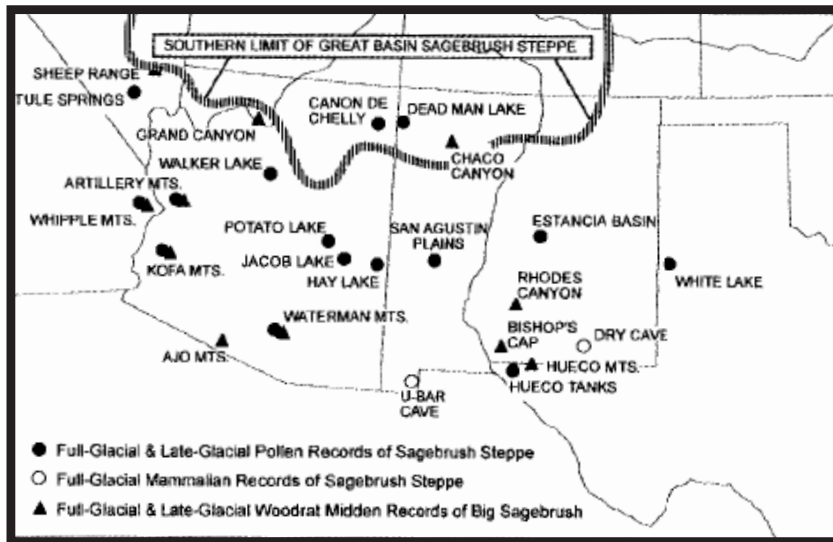 SOUTHERN LIMIT OF GREAT BASIN SAGEBRUSH STEPPE
SHEEP RANGE
TULE SPRINGS
CANON DE
CHELLY
DEAD MAN LAKE
GRAND CANYON
CHACO
CANYON
WALKER LAKE
ARTILLERY MTS.
WHIPPLE MTS.
POTATO LAKE
SAN AGUSTIN
PLAINS
ESTANCIA BASIN
JACOB LAKE
HAY LAKE
KOFA MTS.
WHITE LAKE
RHODES
CANYON
WATERMAN MTS.
BISHOP'S
CAP
DRY CAVE
AJO MTS.
HUECO MTS.
HUECO TANKS
U-BAR
CAVE
Full-Glacial & Late-Glacial Pollen Records of Sagebrush Steppe
Full-Glacial Mammalian Records of Sagebrush Steppe
Full-Glacial & Late-Glacial Woodrat Midden Records of Big Sagebrush